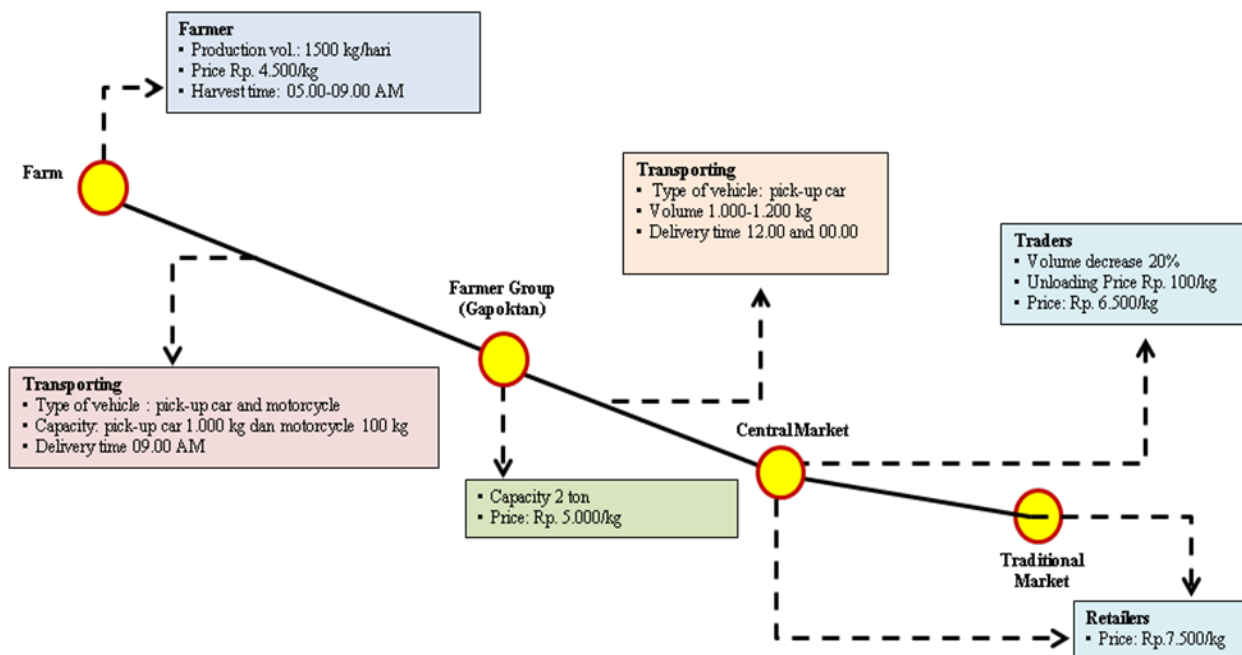 Farmer
▪ Production vol.: 1500 kg/hari
▪ Price Rp. 4.500/kg
▪ Harvest time: 05.00-09.00 AM
Farm
Transporting
▪ Type of vehicle: pick-up car
▪ Volume 1.000-1.200 kg
▪ Delivery time 12.00 and 00.00
Traders
▪ Volume decrease 20%
▪ Unloading Price Rp. 100/kg
▪ Price: Rp. 6.500/kg
Farmer Group
(Gapoktan)
Transporting
▪ Type of vehicle : pick-up car and motorcycle
▪ Capacity: pick-up car 1.000 kg dan motorcycle 100 kg
▪ Delivery time 09.00 AM
Central Market
▪ Capacity 2 ton
▪ Price: Rp. 5.000/kg
Traditional
Market
Retailers
▪ Price: Rp.7.500/kg